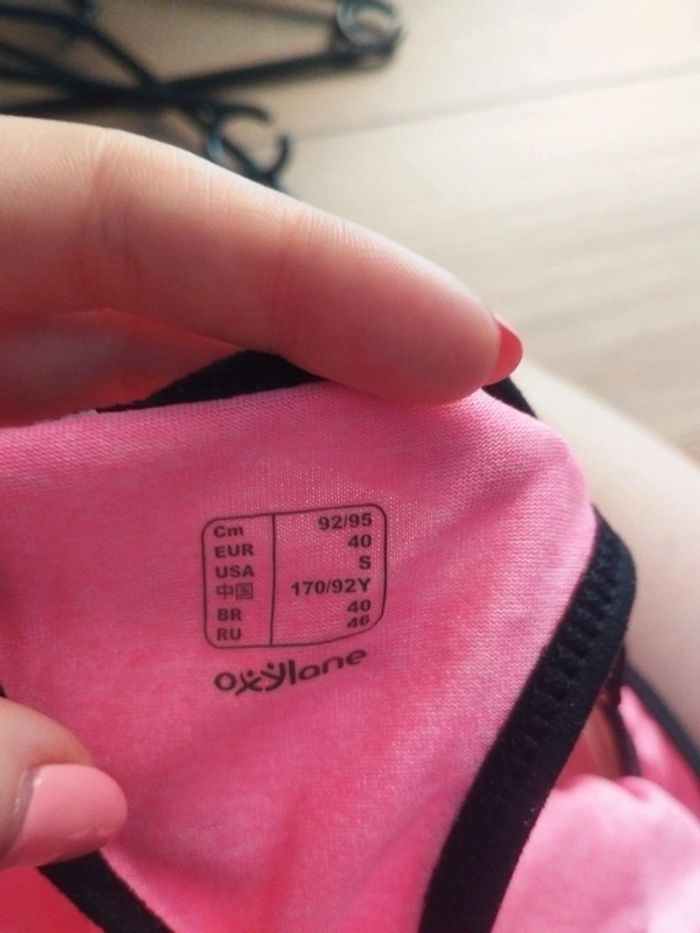 Cm 92/95
EUR 40
USA S
中国 170/92Y
BR 40
RU 46
oxylane